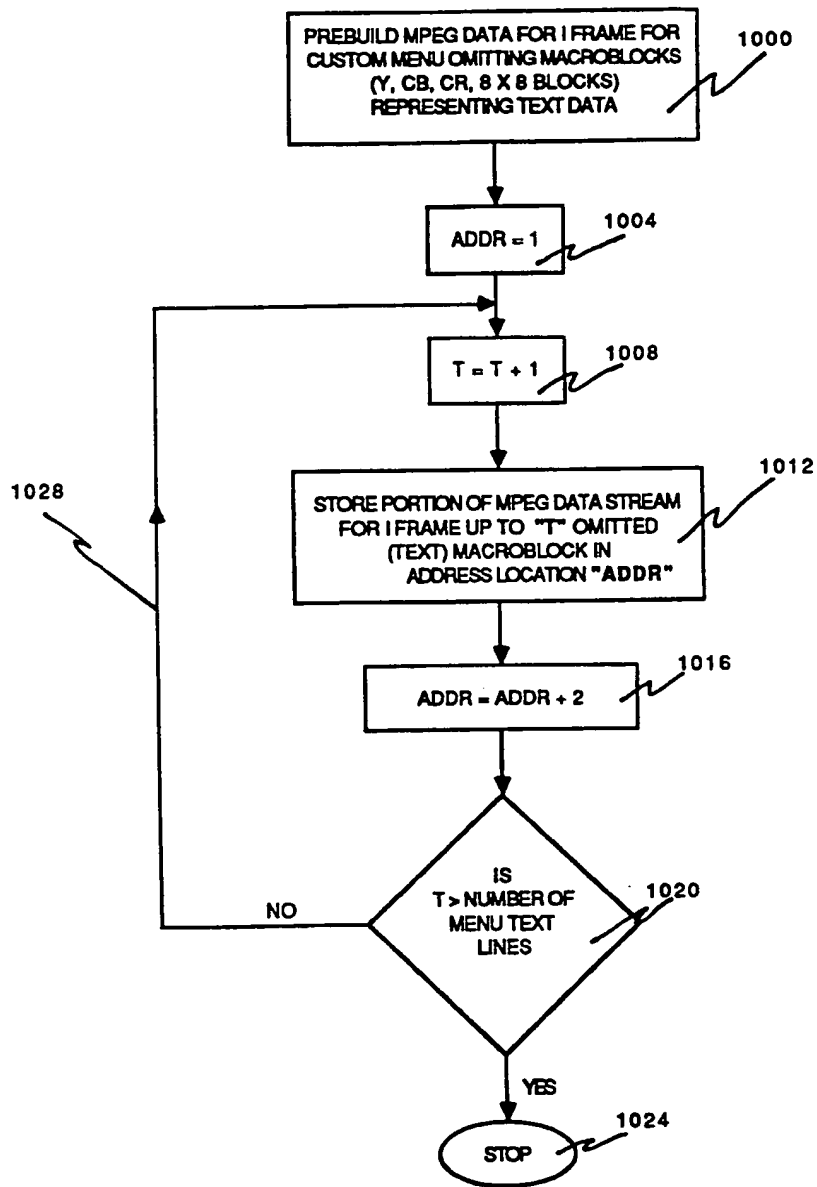 PREBUILD MPEG DATA FOR I FRAME FOR
CUSTOM MENU OMITTING MACROBLOCKS
(Y, CB, CR, 8 X 8 BLOCKS)
REPRESENTING TEXT DATA
1000
ADDR = 1
1004
T = T + 1
1008
STORE PORTION OF MPEG DATA STREAM
FOR I FRAME UP TO "T" OMITTED
(TEXT) MACROBLOCK IN
ADDRESS LOCATION "ADDR"
1012
1028
ADDR = ADDR + 2
1016
IS
T > NUMBER OF
MENU TEXT
LINES
1020
NO
YES
STOP
1024